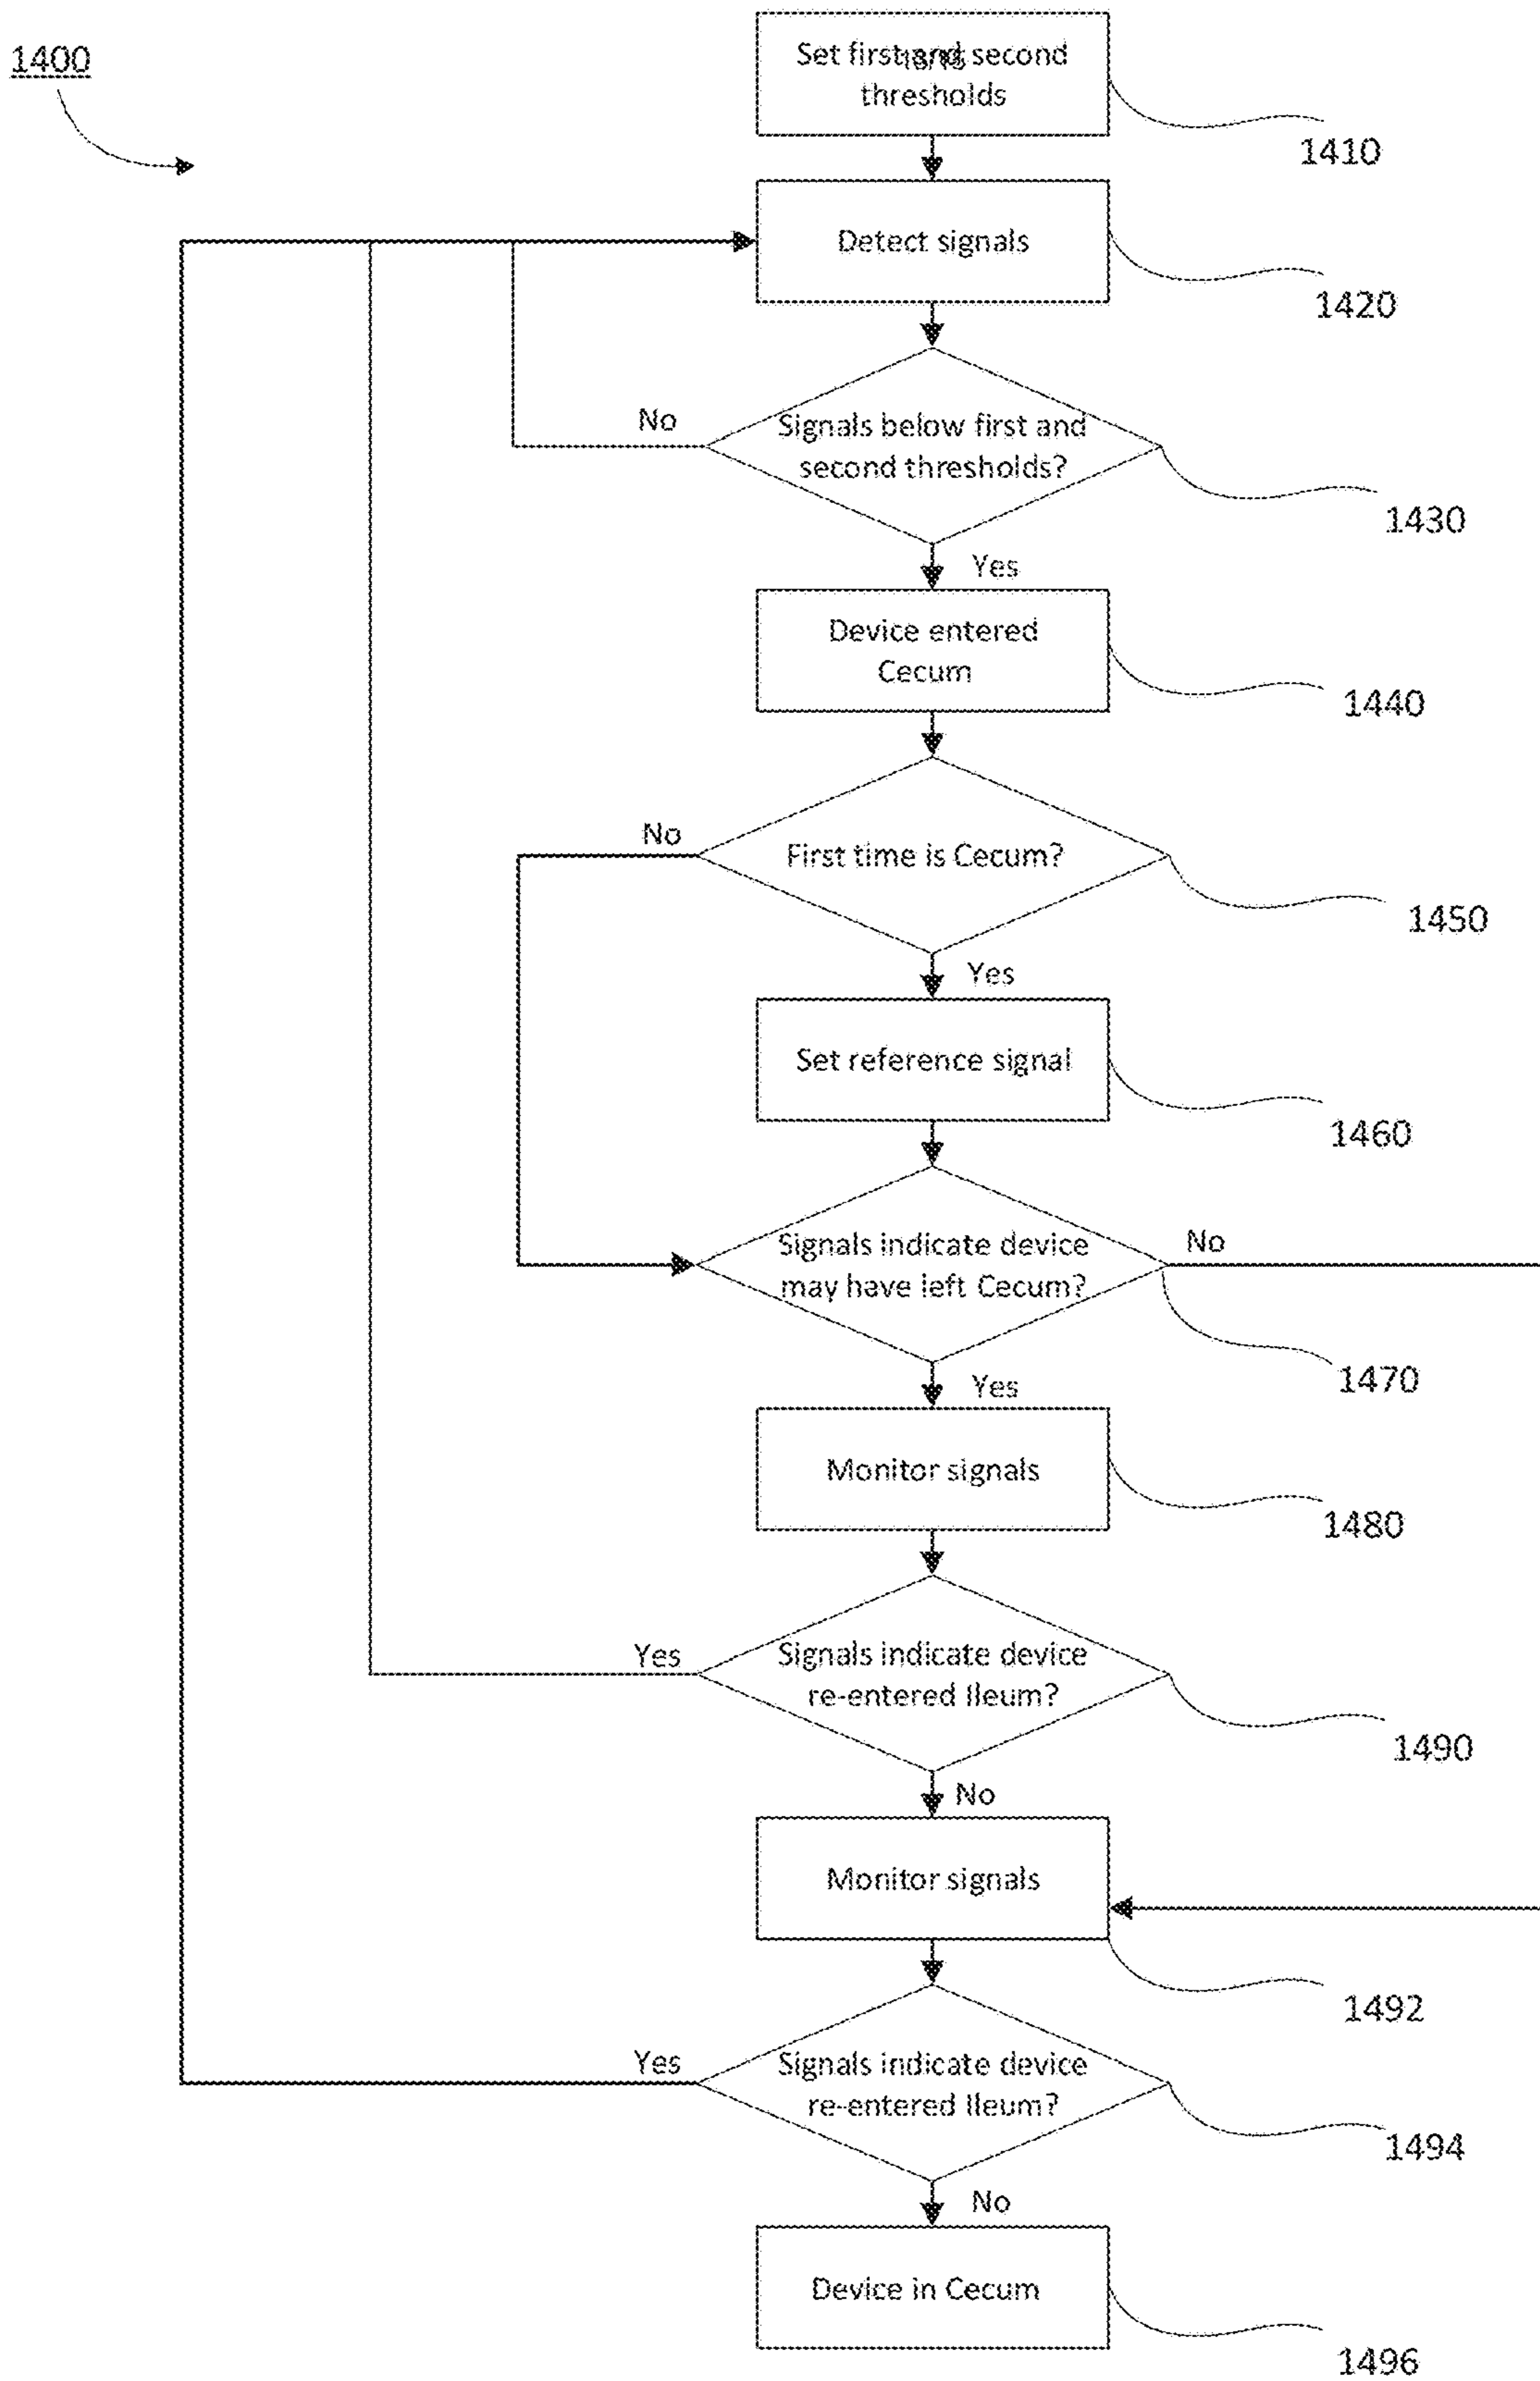 1400
Set first and second
thresholds
1410
Detect signals
1420
No
Signals below first and
second thresholds?
1430
Yes
Device entered
Cecum
1440
No
First time is Cecum?
1450
Yes
Set reference signal
1460
Signals indicate device
may have left Cecum?
No
1470
Yes
Monitor signals
1480
Yes
Signals indicate device
re-entered Ileum?
1490
No
Monitor signals
1492
Yes
Signals indicate device
re-entered Ileum?
1494
No
Device in Cecum
1496